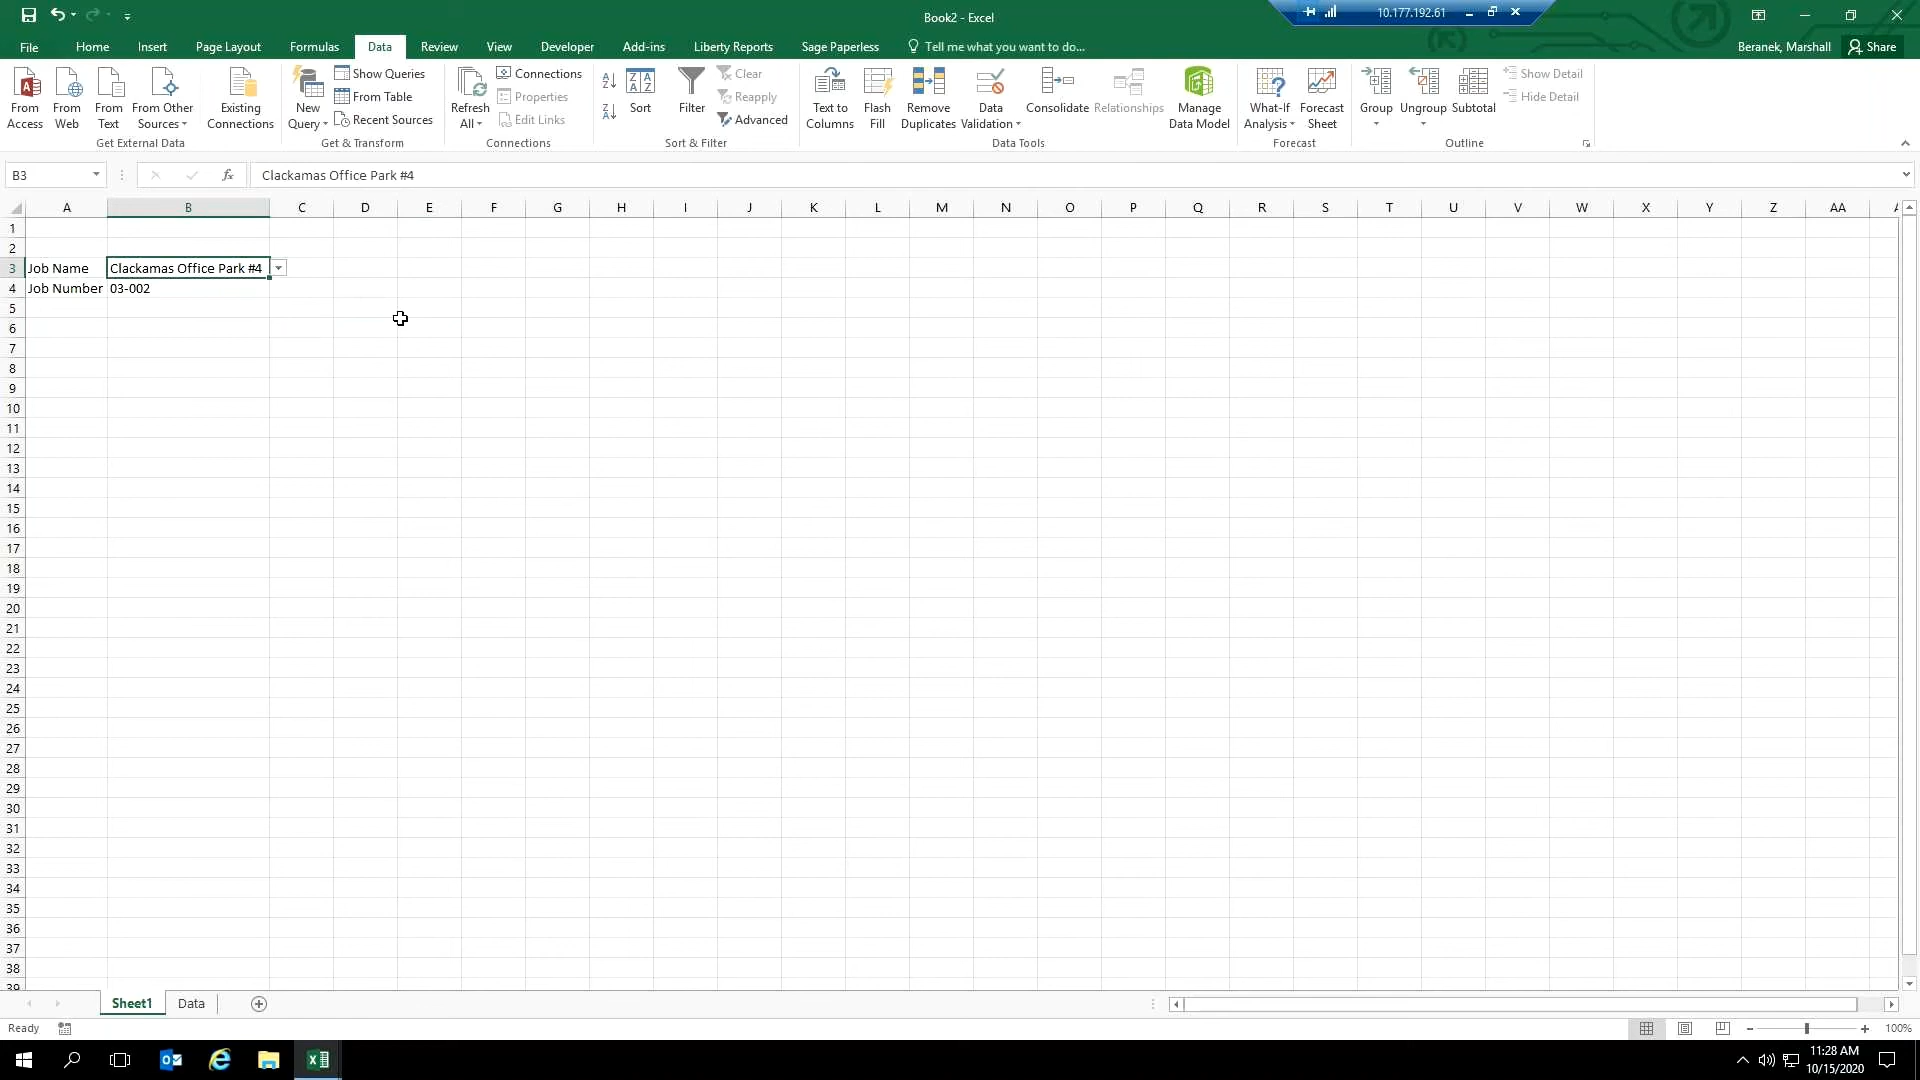 Book2 - Excel
10.177.192.61
File Home Insert Page Layout Formulas Data Review View Developer Add-ins Liberty Reports Sage Paperless Tell me what you want to do... Beranek, Marshall Share
From Access
From Web
From Text
From Other Sources
Existing Connections
Get External Data
New Query
Show Queries
From Table
Recent Sources
Get & Transform
Refresh All
Connections
Properties
Edit Links
Connections
Sort
Filter
Clear
Reapply
Advanced
Sort & Filter
Text to Columns
Flash Fill
Remove Duplicates
Data Validation
Consolidate
Relationships
Manage Data Model
Data Tools
What-If Analysis
Forecast Sheet
Forecast
Group
Ungroup
Subtotal
Show Detail
Hide Detail
Outline
B3 fx Clackamas Office Park #4
A B C D E F G H I J K L M N O P Q R S T U V W X Y Z AA
1
2
3 Job Name Clackamas Office Park #4
4 Job Number 03-002
5
6
7
8
9
10
11
12
13
14
15
16
17
18
19
20
21
22
23
24
25
26
27
28
29
30
31
32
33
34
35
36
37
38
39
Sheet1 Data
Ready 100%
11:28 AM
10/15/2020